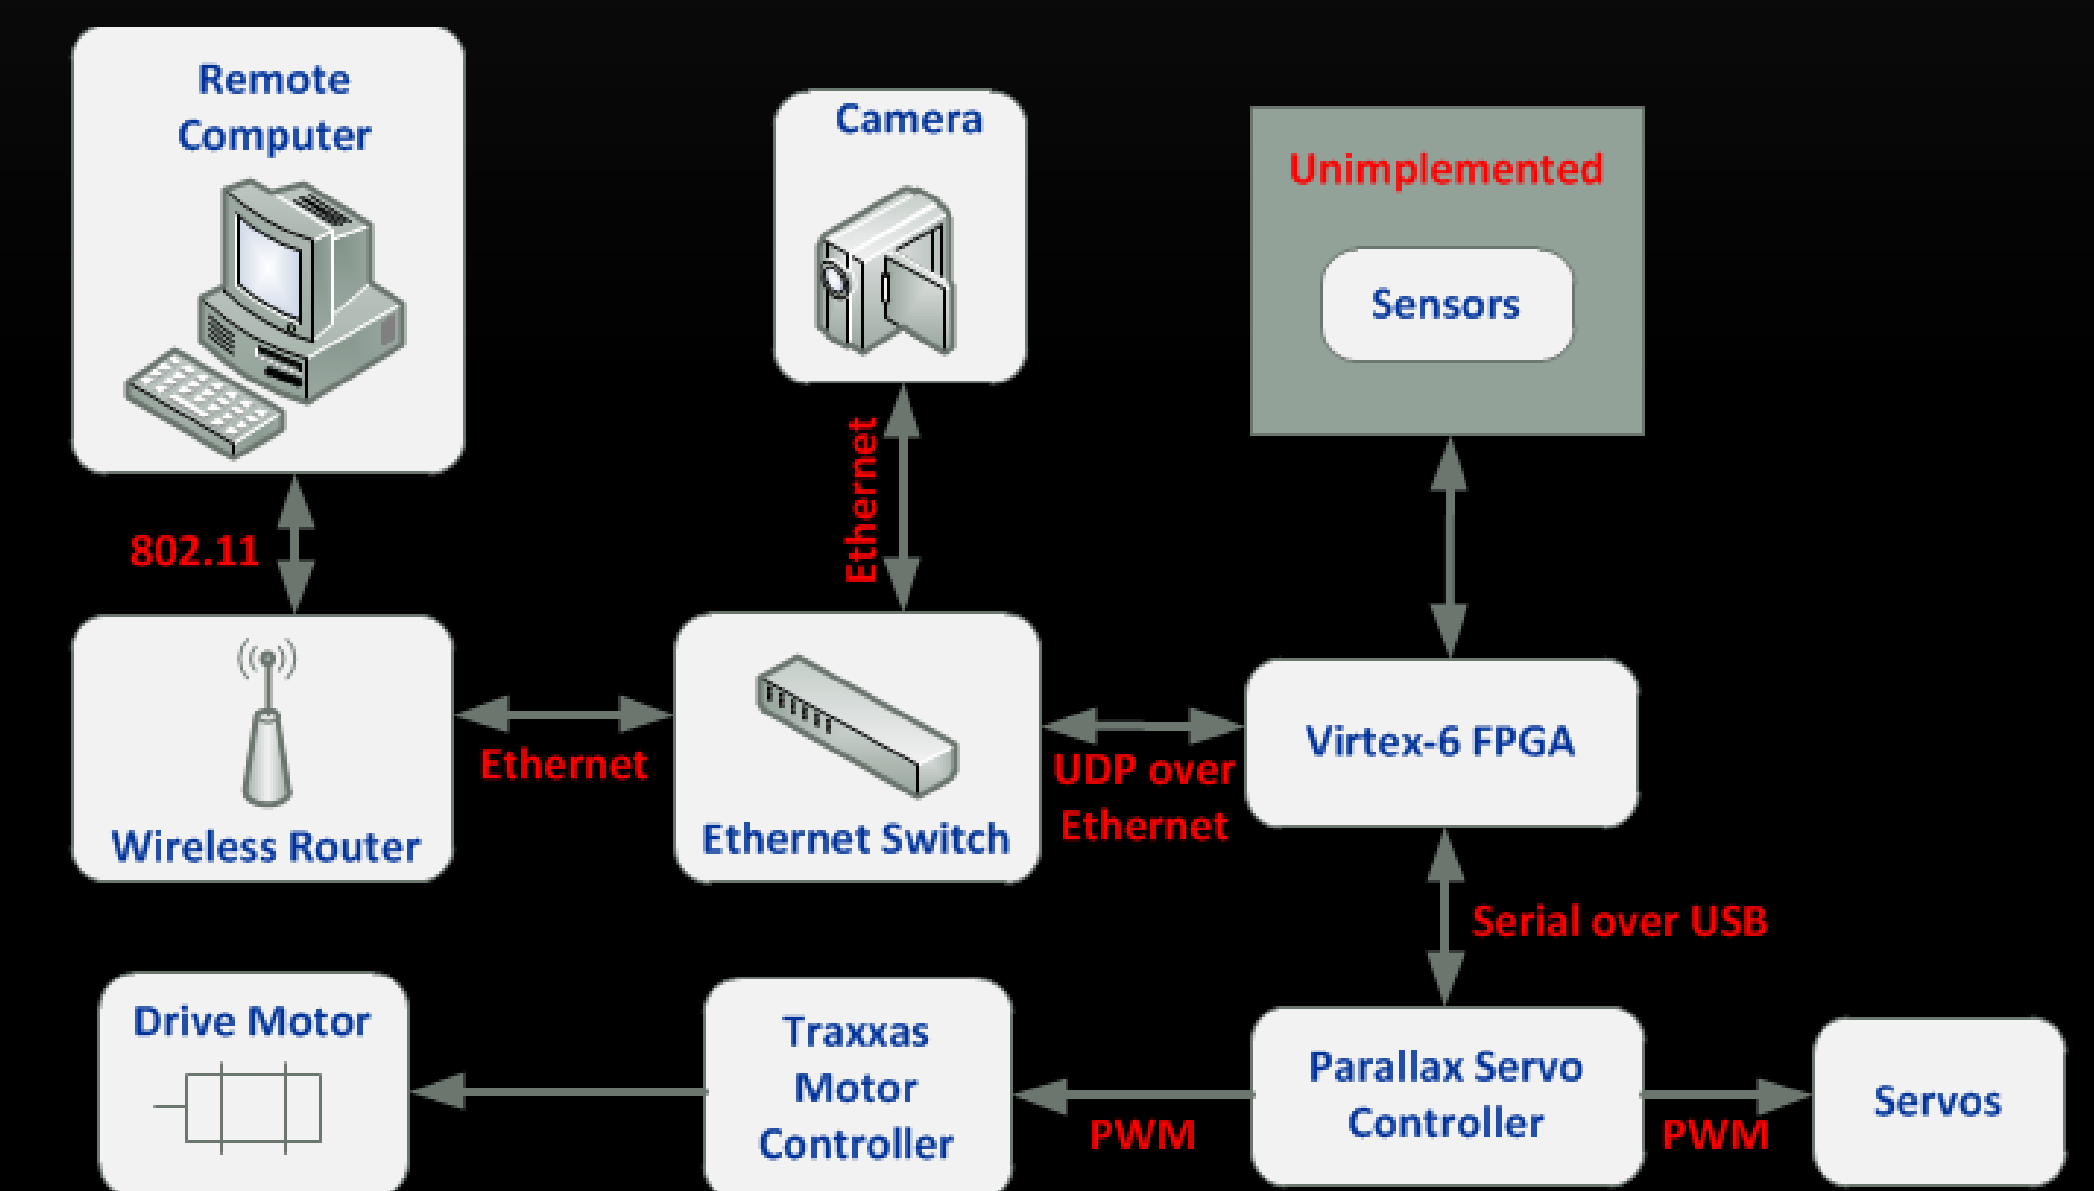 Remote
Computer
Camera
Unimplemented
Sensors
802.11
Ethernet
Wireless Router
Ethernet
Ethernet Switch
UDP over
Ethernet
Virtex-6 FPGA
Serial over USB
Drive Motor
Traxxas
Motor
Controller
PWM
Parallax Servo
Controller
PWM
Servos